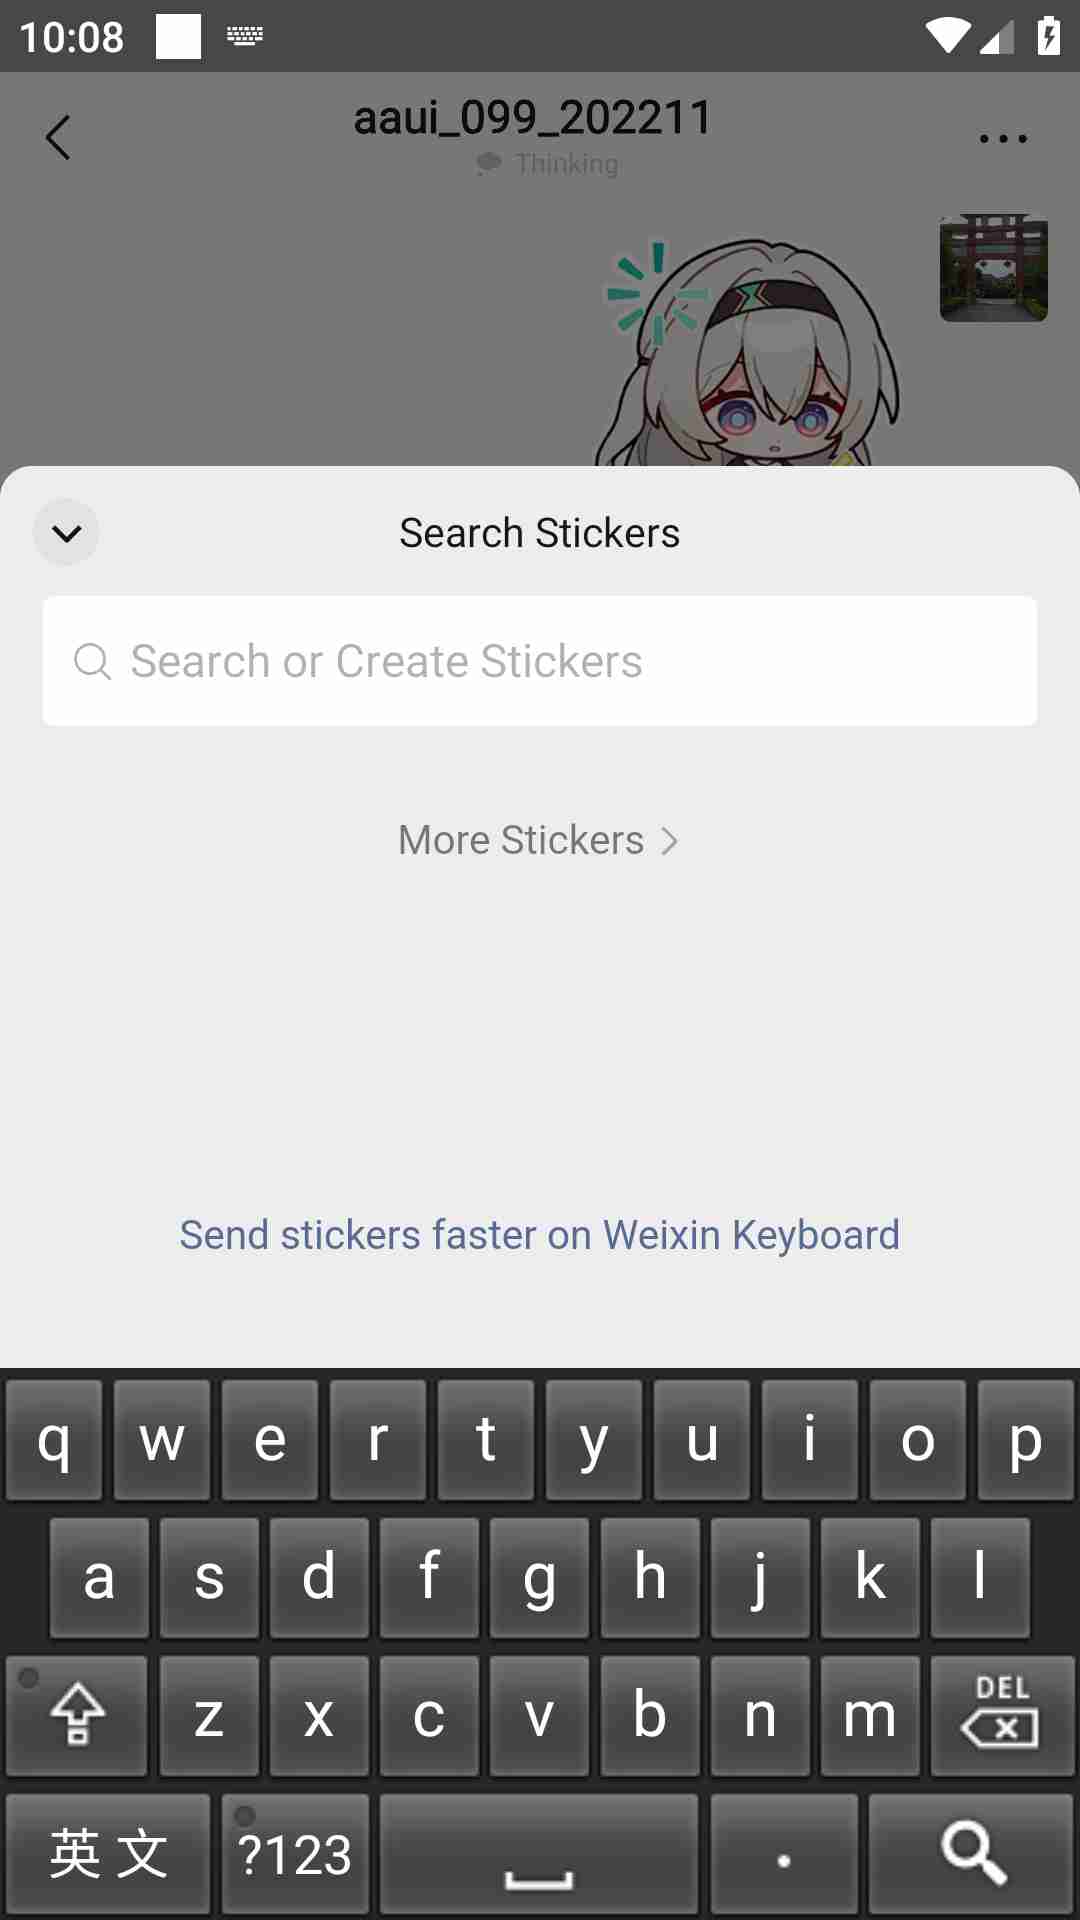 10:08
aaui_099_202211
Thinking
Search Stickers
Search or Create Stickers
More Stickers
Send stickers faster on Weixin Keyboard
q w e r t y u i o p
a s d f g h j k l
z x c v b n m DEL
英文 ?123 .